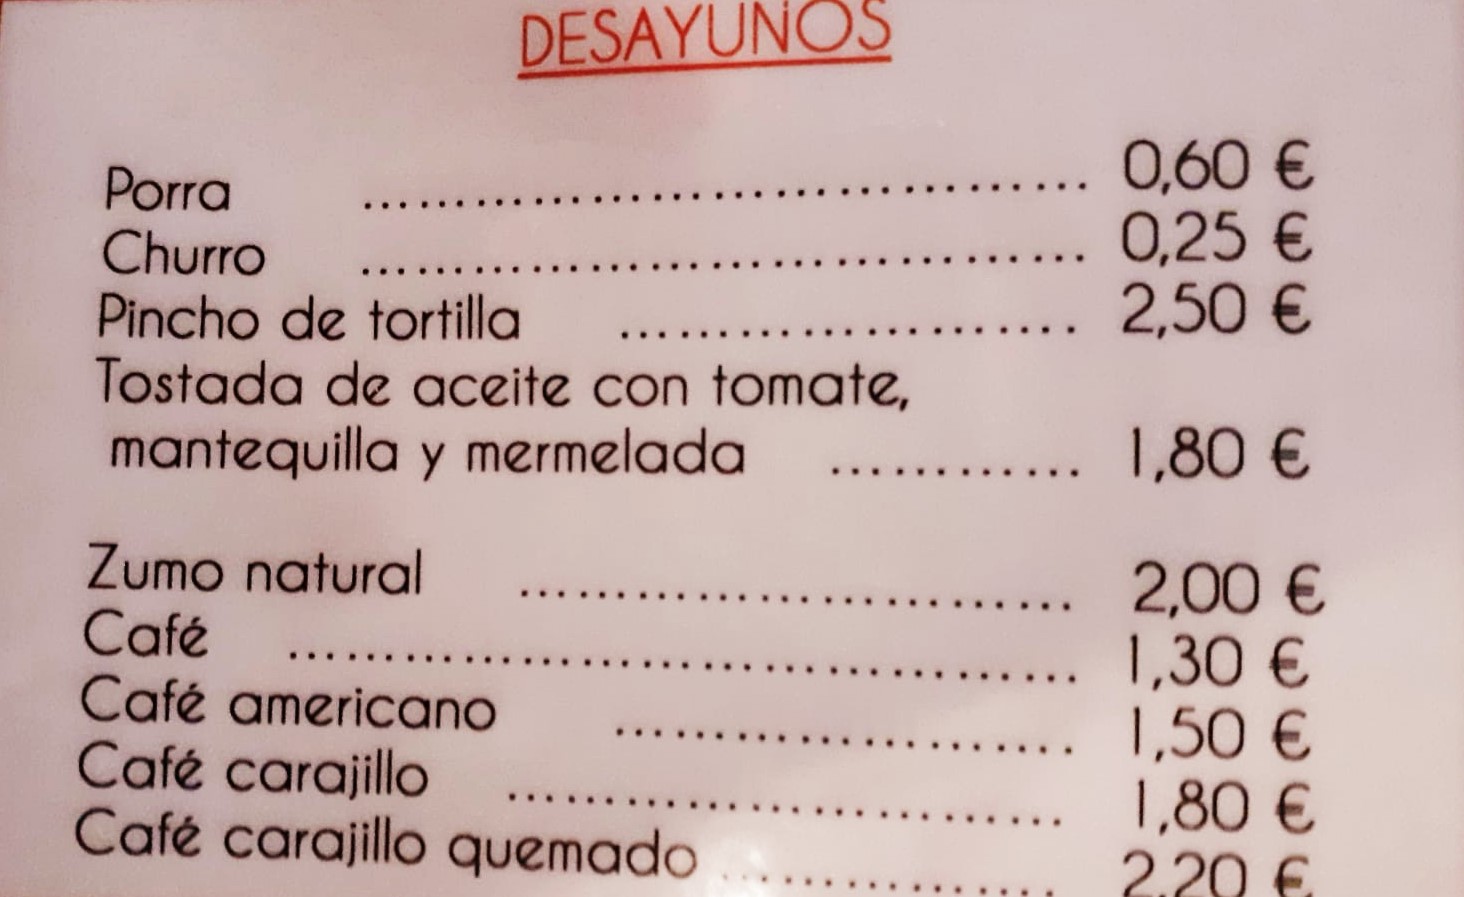 DESAYUNOS
Porra .................................... 0,60 €
Churro .................................... 0,25 €
Pincho de tortilla ...................... 2,50 €
Tostada de aceite con tomate,
mantequilla y mermelada ............ 1,80 €
Zumo natural ........................... 2,00 €
Café ....................................... 1,30 €
Café americano ...................... 1,50 €
Café carajillo ........................... 1,80 €
Café carajillo quemado ............... 2,20 €